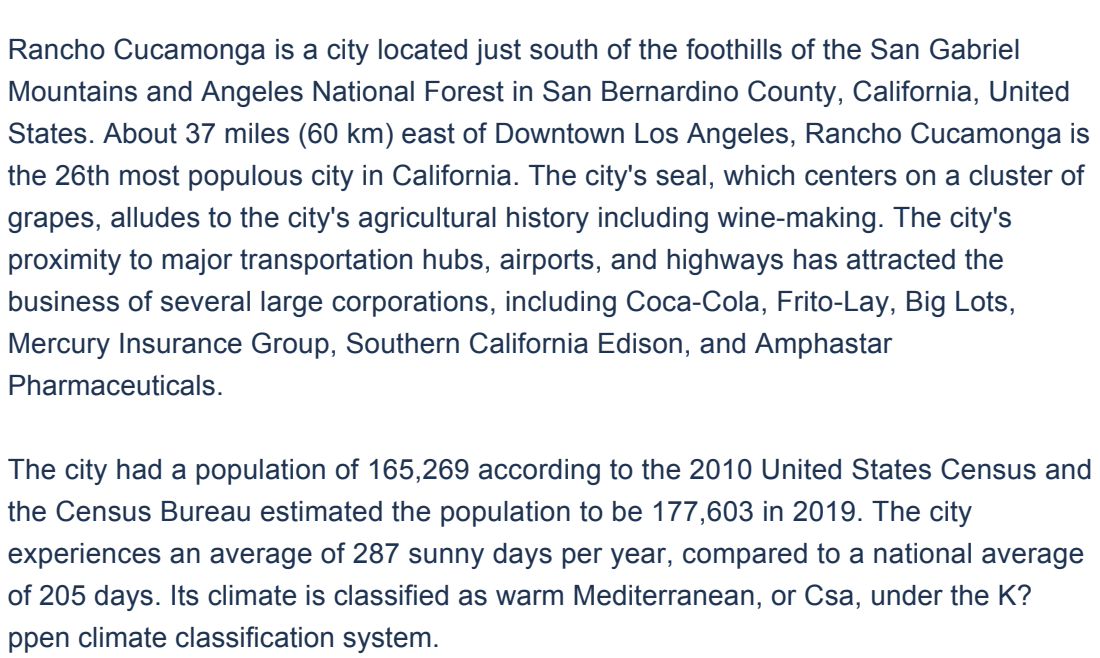 Rancho Cucamonga is a city located just south of the foothills of the San Gabriel
Mountains and Angeles National Forest in San Bernardino County, California, United
States. About 37 miles (60 km) east of Downtown Los Angeles, Rancho Cucamonga is
the 26th most populous city in California. The city's seal, which centers on a cluster of
grapes, alludes to the city's agricultural history including wine-making. The city's
proximity to major transportation hubs, airports, and highways has attracted the
business of several large corporations, including Coca-Cola, Frito-Lay, Big Lots,
Mercury Insurance Group, Southern California Edison, and Amphastar
Pharmaceuticals.

The city had a population of 165,269 according to the 2010 United States Census and
the Census Bureau estimated the population to be 177,603 in 2019. The city
experiences an average of 287 sunny days per year, compared to a national average
of 205 days. Its climate is classified as warm Mediterranean, or Csa, under the K?
ppen climate classification system.